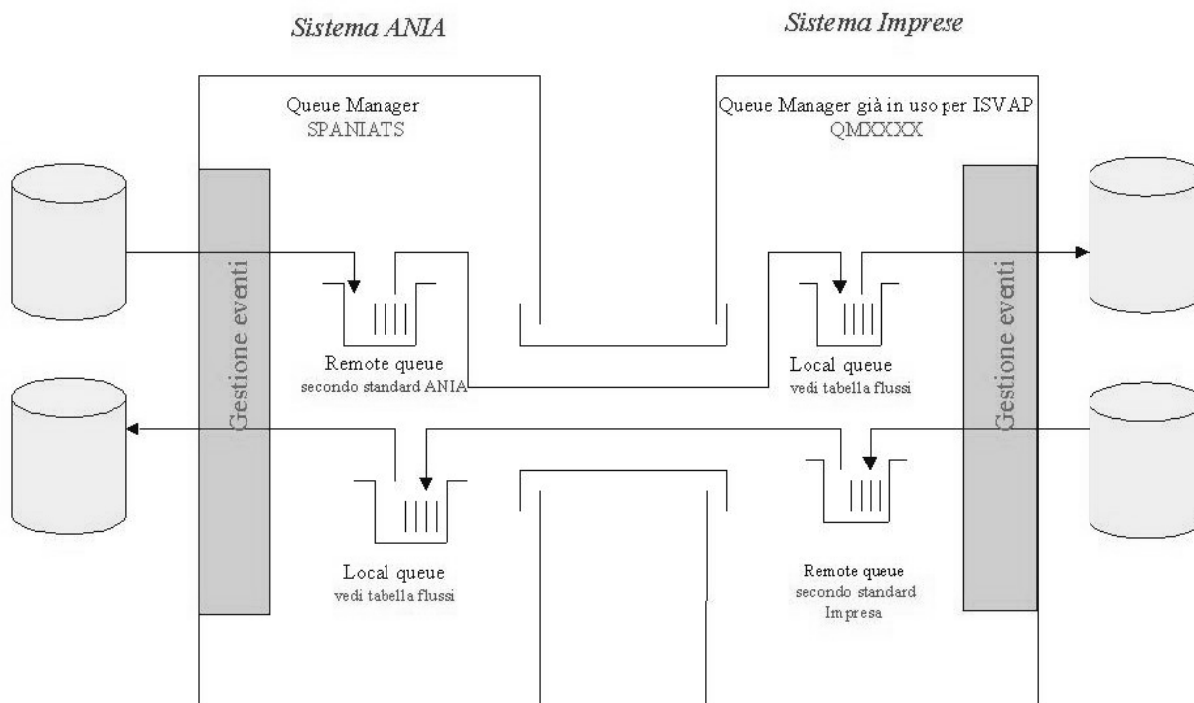 Sistema ANIA
Sistema Imprese
Queue Manager
SPANIATS
Queue Manager già in uso per ISVAP
QMXXXX
Gestione eventi
Gestione eventi
Remote queue
secondo standard ANIA
Local queue
vedi tabella flussi
Local queue
vedi tabella flussi
Remote queue
secondo standard
Impresa